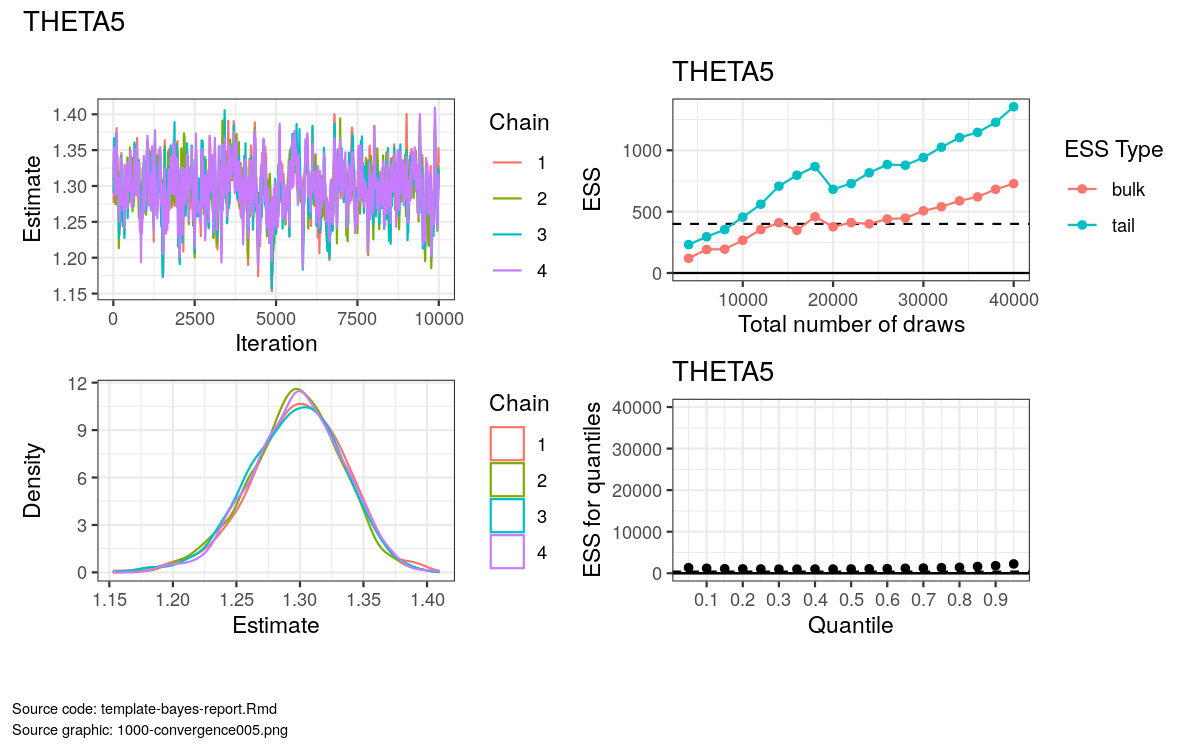 THETA5
1.40
1.35
1.30
1.25
1.20
1.15
Estimate
0 2500 5000 7500 10000
Iteration
Chain
1
2
3
4
THETA5
1000
500
0
ESS
10000 20000 30000 40000
Total number of draws
ESS Type
bulk
tail
12
9
6
3
0
Density
1.15 1.20 1.25 1.30 1.35 1.40
Estimate
Chain
1
2
3
4
THETA5
40000
30000
20000
10000
0
ESS for quantiles
0.1 0.2 0.3 0.4 0.5 0.6 0.7 0.8 0.9
Quantile
Source code: template-bayes-report.Rmd
Source graphic: 1000-convergence005.png